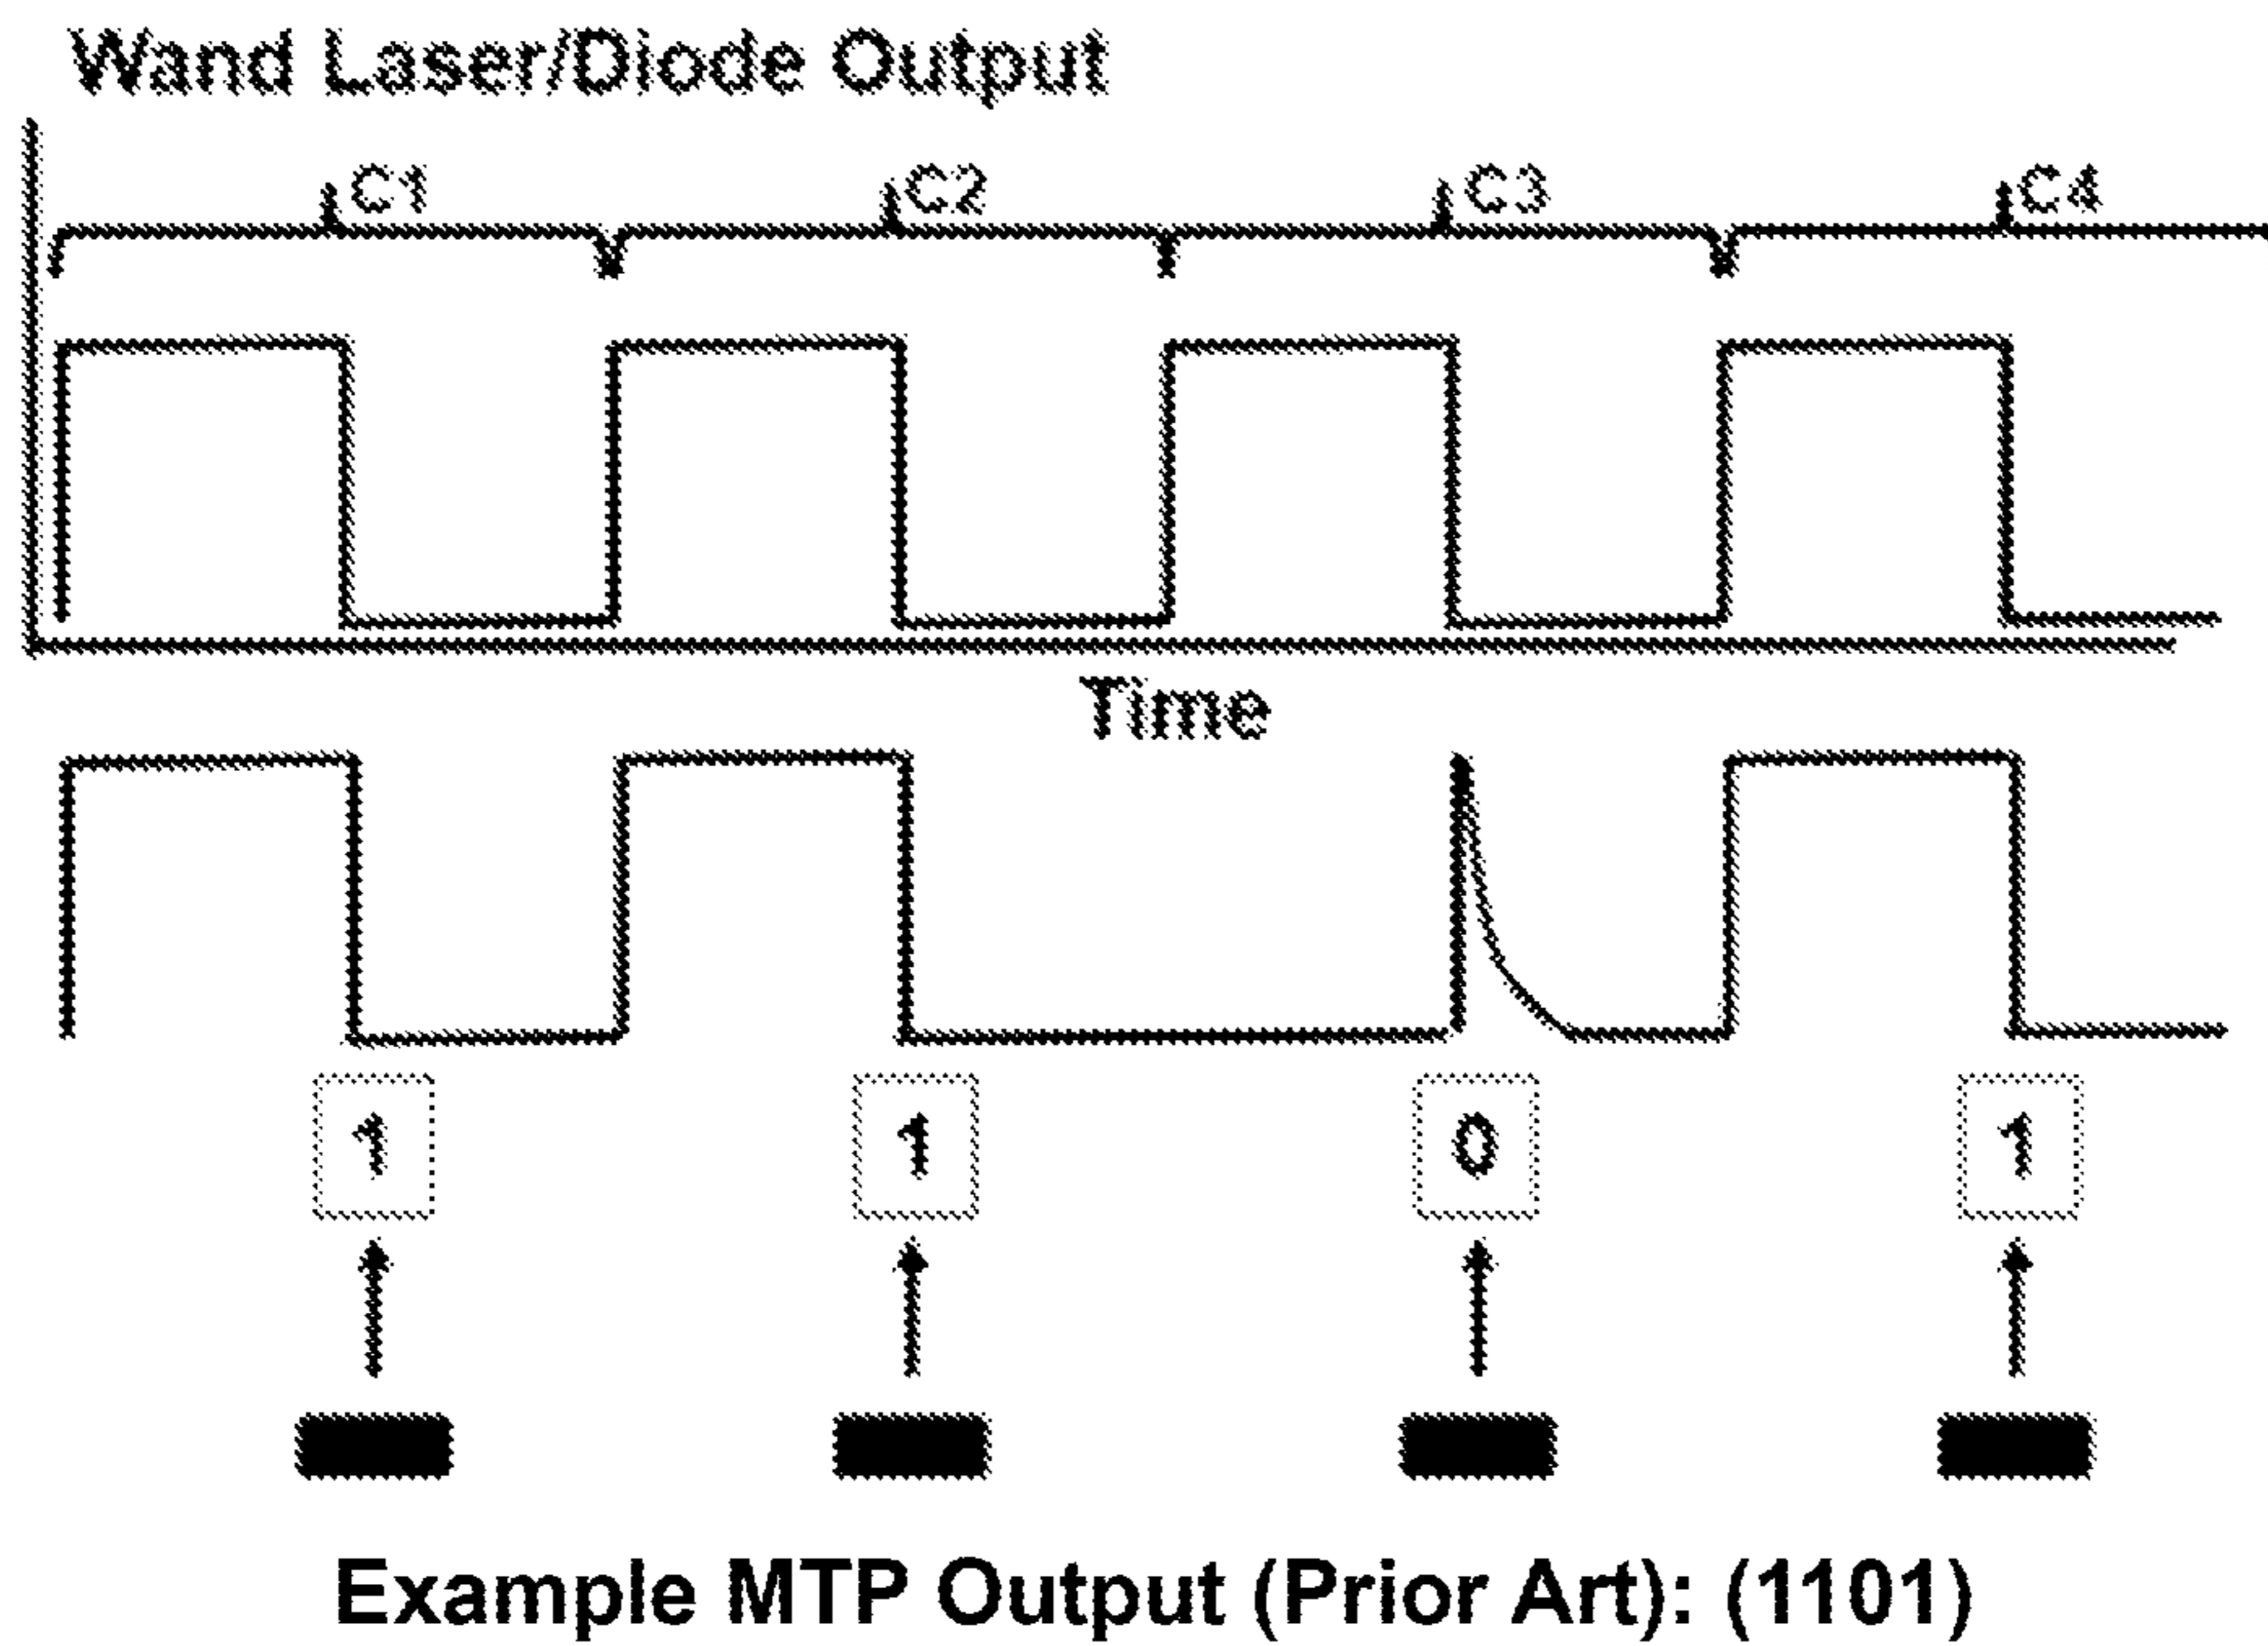 Wand Laser/Diode Output
C1 C2 C3 C4
Time
1 1 0 1
Example MTP Output (Prior Art): (1101)